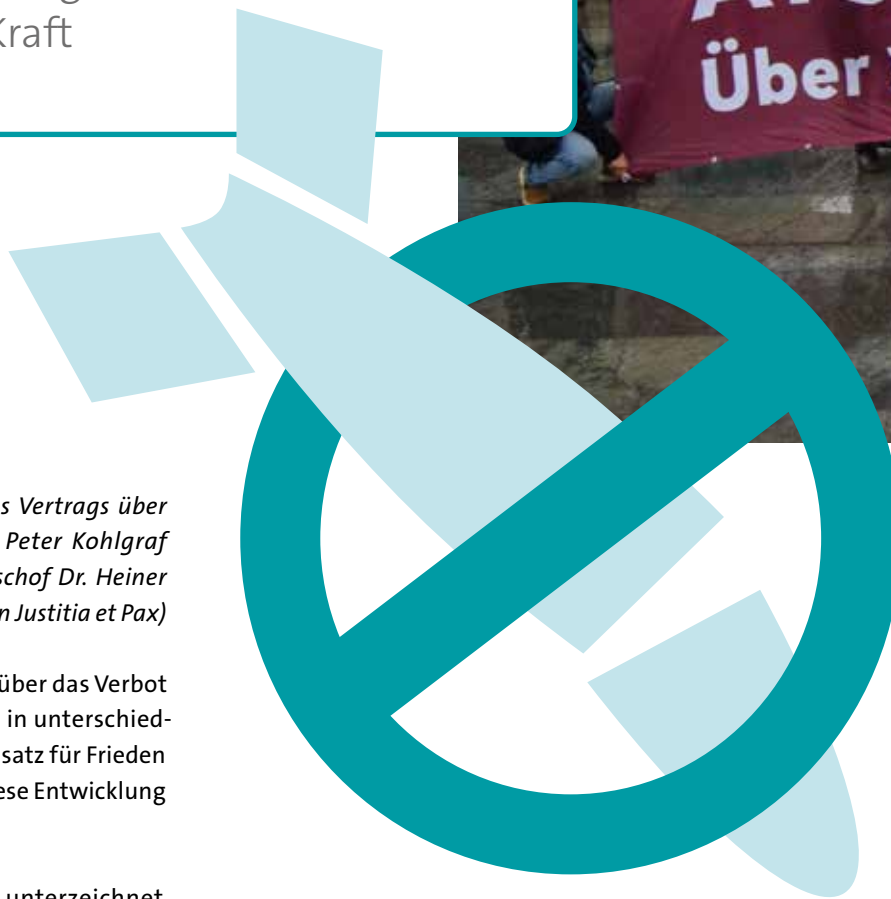 Kraft
Über
s Vertrags über
Peter Kohlgraf
schof Dr. Heiner
n Justitia et Pax)
über das Verbot
in unterschied-
satz für Frieden
ese Entwicklung
unterzeichnet